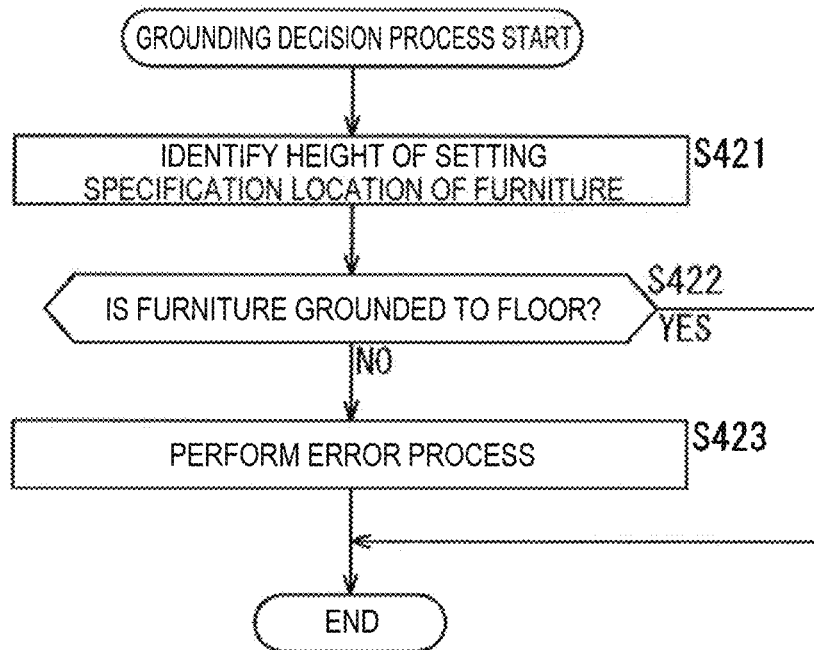 GROUNDING DECISION PROCESS START
IDENTIFY HEIGHT OF SETTING
SPECIFICATION LOCATION OF FURNITURE
S421
IS FURNITURE GROUNDED TO FLOOR?
S422
YES
NO
PERFORM ERROR PROCESS
S423
END